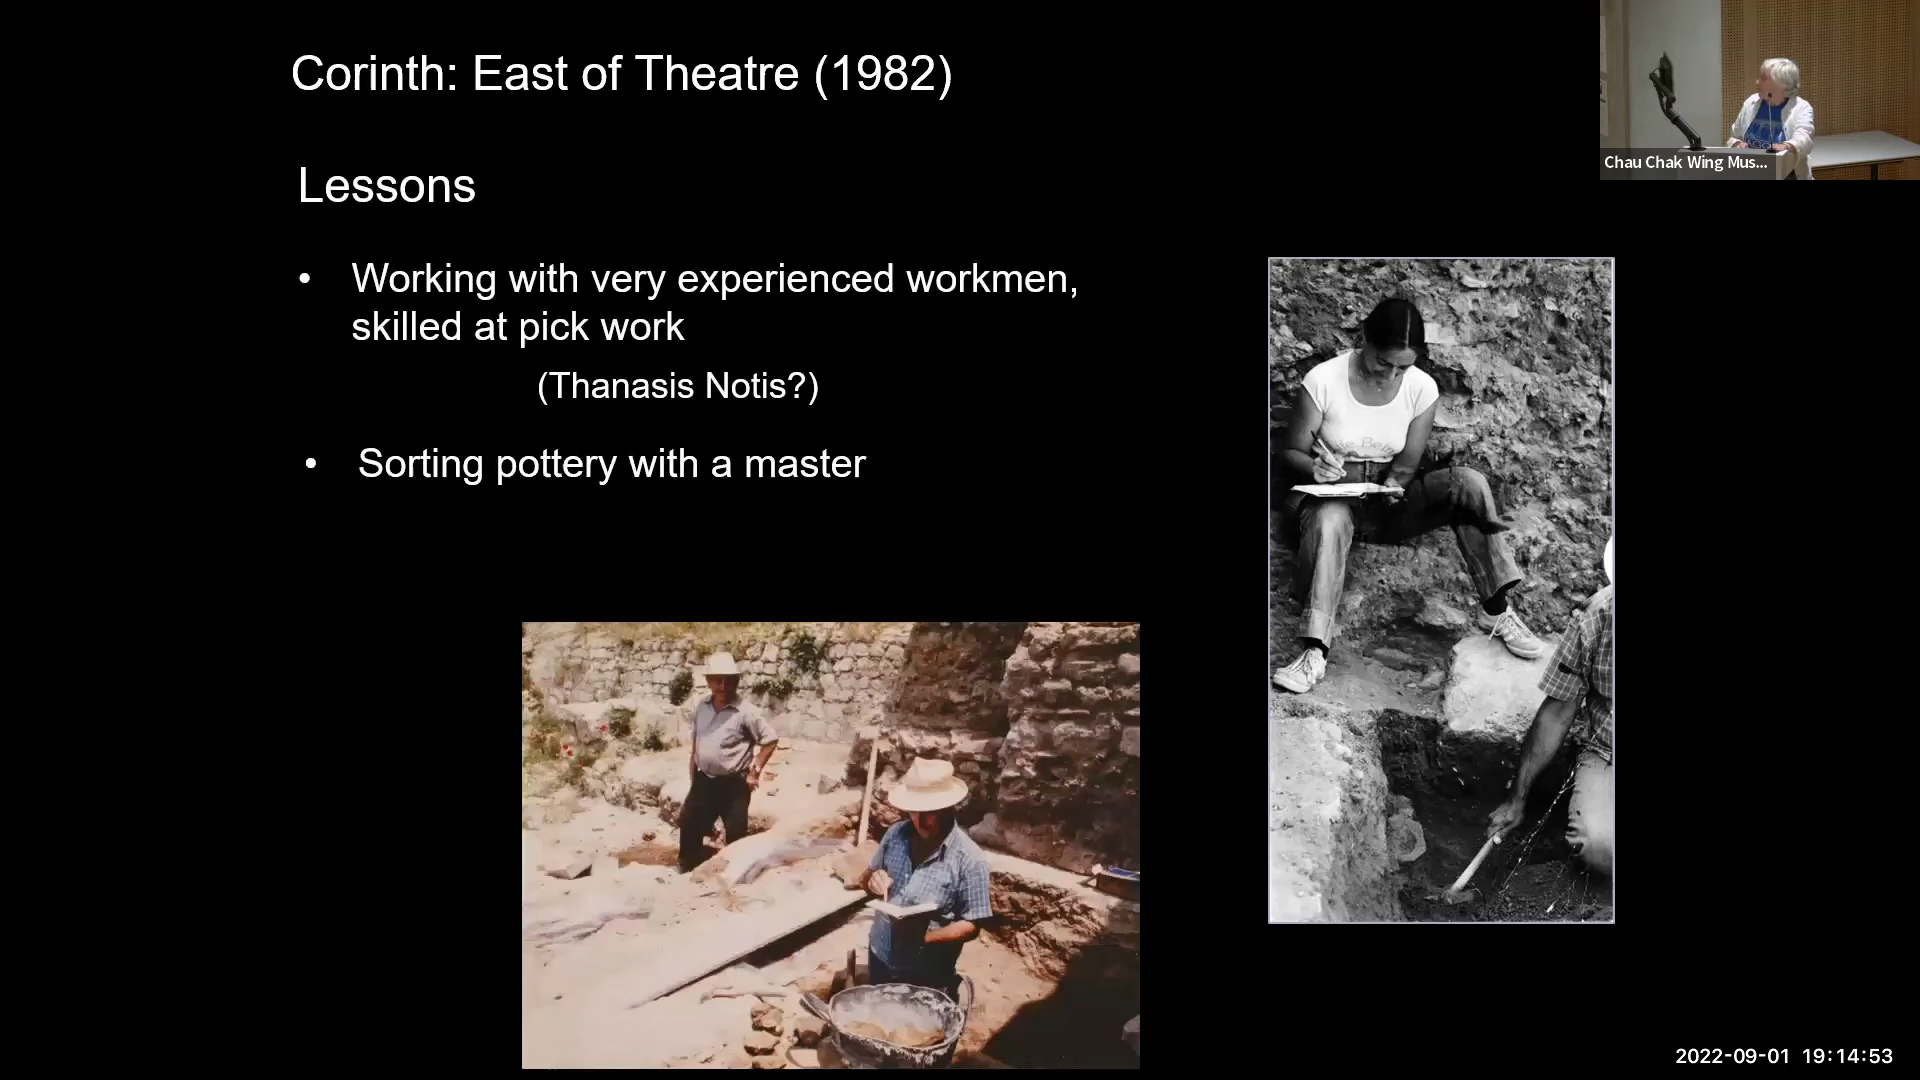 Corinth: East of Theatre (1982)
Lessons
• Working with very experienced workmen,
skilled at pick work
(Thanasis Notis?)
• Sorting pottery with a master
Chau Chak Wing Mus...
2022-09-01 19:14:53